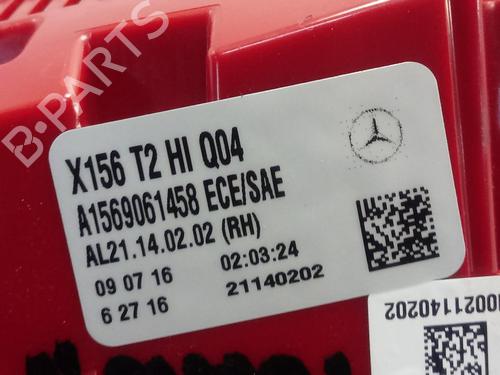 B-PARTS
X156 T2 HI Q04
A1569061458 ECE/SAE
AL21.14.02.02 (RH)
09 07 16 02:03:24
6 27 16 21140202
0021140202